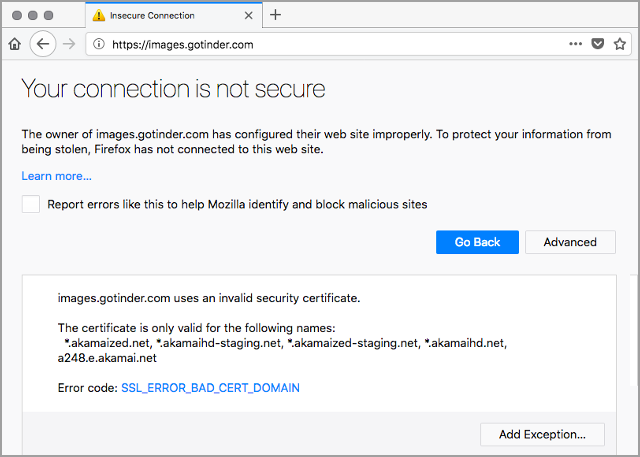 Insecure Connection
https://images.gotinder.com
Your connection is not secure
The owner of images.gotinder.com has configured their web site improperly. To protect your information from
being stolen, Firefox has not connected to this web site.
Learn more...
Report errors like this to help Mozilla identify and block malicious sites
Go Back
Advanced
images.gotinder.com uses an invalid security certificate.
The certificate is only valid for the following names:
*.akamaized.net, *.akamaihd-staging.net, *.akamaized-staging.net, *.akamaihd.net,
a248.e.akamai.net
Error code: SSL_ERROR_BAD_CERT_DOMAIN
Add Exception...